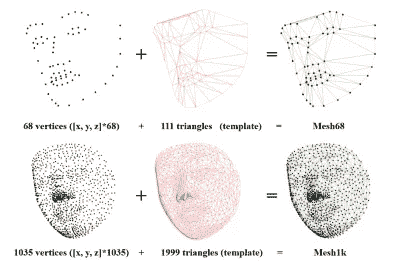 68 vertices ([x, y, z]*68) + 111 triangles (template) = Mesh68
1035 vertices ([x, y, z]*1035) + 1999 triangles (template) = Mesh1k